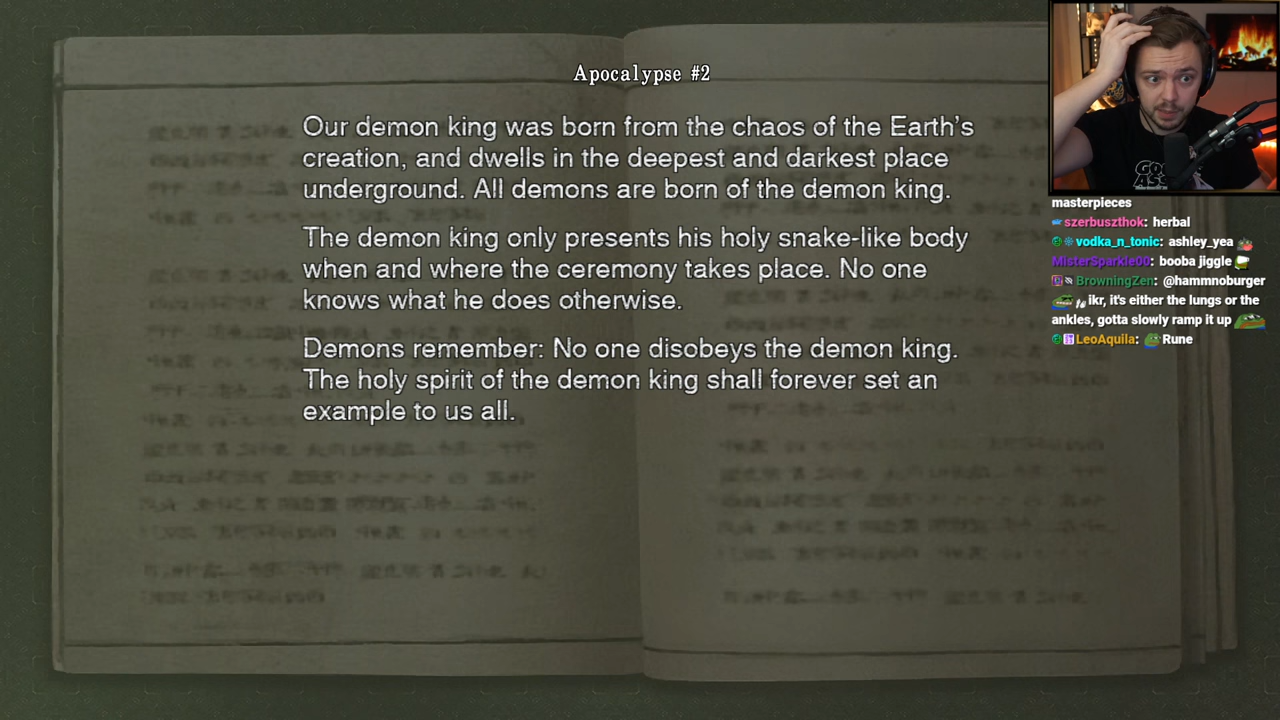 Apocalypse #2
Our demon king was born from the chaos of the Earth's
creation, and dwells in the deepest and darkest place
underground. All demons are born of the demon king.
The demon king only presents his holy snake-like body
when and where the ceremony takes place. No one
knows what he does otherwise.
Demons remember: No one disobeys the demon king.
The holy spirit of the demon king shall forever set an
example to us all.
masterpieces
szerbuszthok: herbal
vodka_n_tonic: ashley_yea
MisterSparkle00: booba jiggle
BrowningZen: @hammnoburger
ikr, it's either the lungs or the
ankles, gotta slowly ramp it up
LeoAquila: Rune